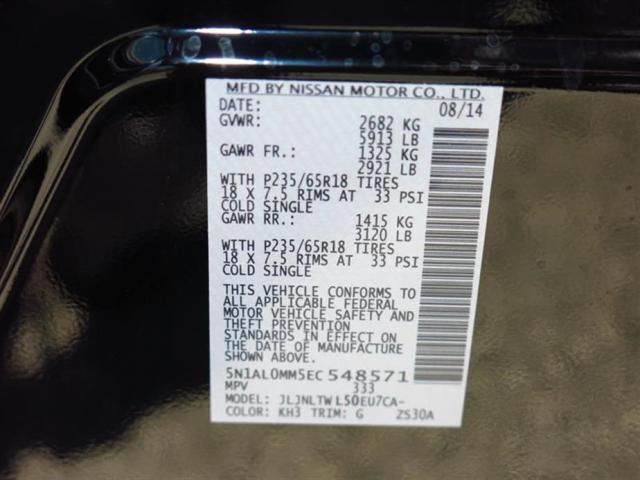 MFD BY NISSAN MOTOR CO., LTD.
DATE: 08/14
GVWR: 2682 KG
5913 LB
GAWR FR.: 1325 KG
2921 LB
WITH P235/65R18 TIRES
18 X 7.5 RIMS AT 33 PSI
COLD SINGLE
GAWR RR.: 1415 KG
3120 LB
WITH P235/65R18 TIRES
18 X 7.5 RIMS AT 33 PSI
COLD SINGLE
THIS VEHICLE CONFORMS TO
ALL APPLICABLE FEDERAL
MOTOR VEHICLE SAFETY AND
THEFT PREVENTION
STANDARDS IN EFFECT ON
THE DATE OF MANUFACTURE
SHOWN ABOVE.
5N1AL0MM5EC 548571
MPV 333
MODEL: JLJNLTW L50EU7CA-
COLOR: KH3 TRIM: G ZS30A